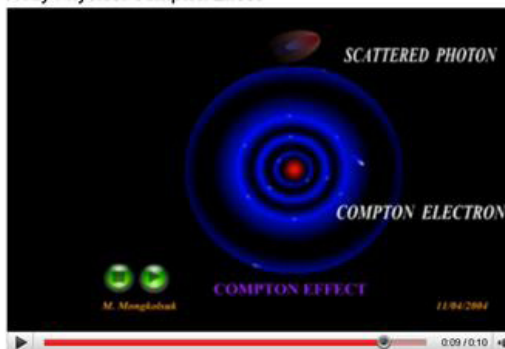 SCATTERED PHOTON
COMPTON ELECTRON
COMPTON EFFECT
M. Mongkolsuk
11/04/2004
0:09 / 0:10